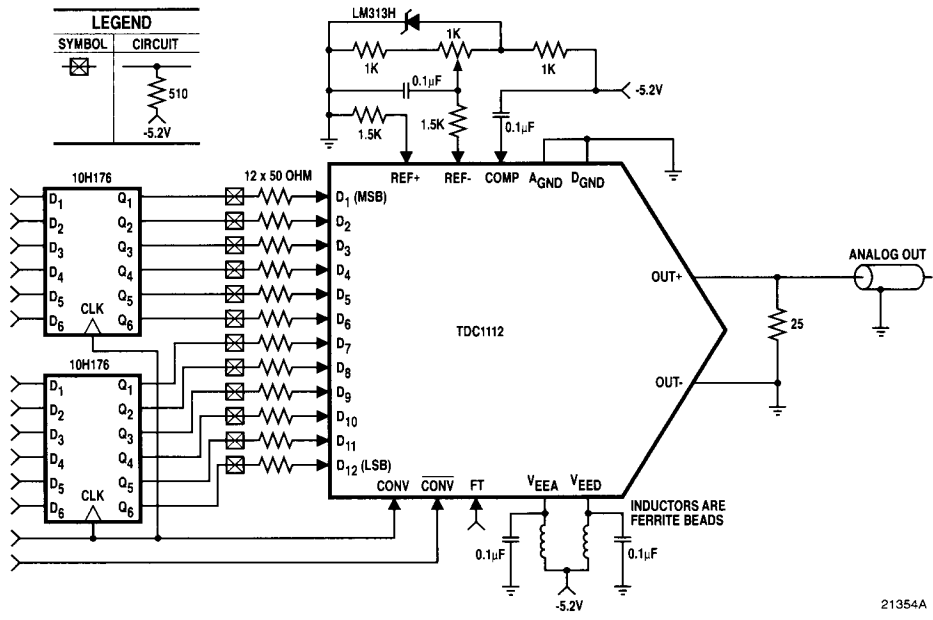 LEGEND
SYMBOL CIRCUIT
510
-5.2V
LM313H
1K
1K
1K
0.1µF
-5.2V
1.5K
1.5K
0.1µF
REF+ REF- COMP AGND DGND
10H176
12 x 50 OHM
D1 Q1
D2 Q2
D3 Q3
D4 Q4
D5 Q5
D6 Q6
CLK
10H176
D1 Q1
D2 Q2
D3 Q3
D4 Q4
D5 Q5
D6 Q6
CLK
D1 (MSB)
D2
D3
D4
D5
D6
D7
D8
D9
D10
D11
D12 (LSB)
TDC1112
OUT+
OUT-
ANALOG OUT
25
CONV C̅O̅N̅V̅ FT VEEA VEED
INDUCTORS ARE
FERRITE BEADS
0.1µF
0.1µF
-5.2V
21354A